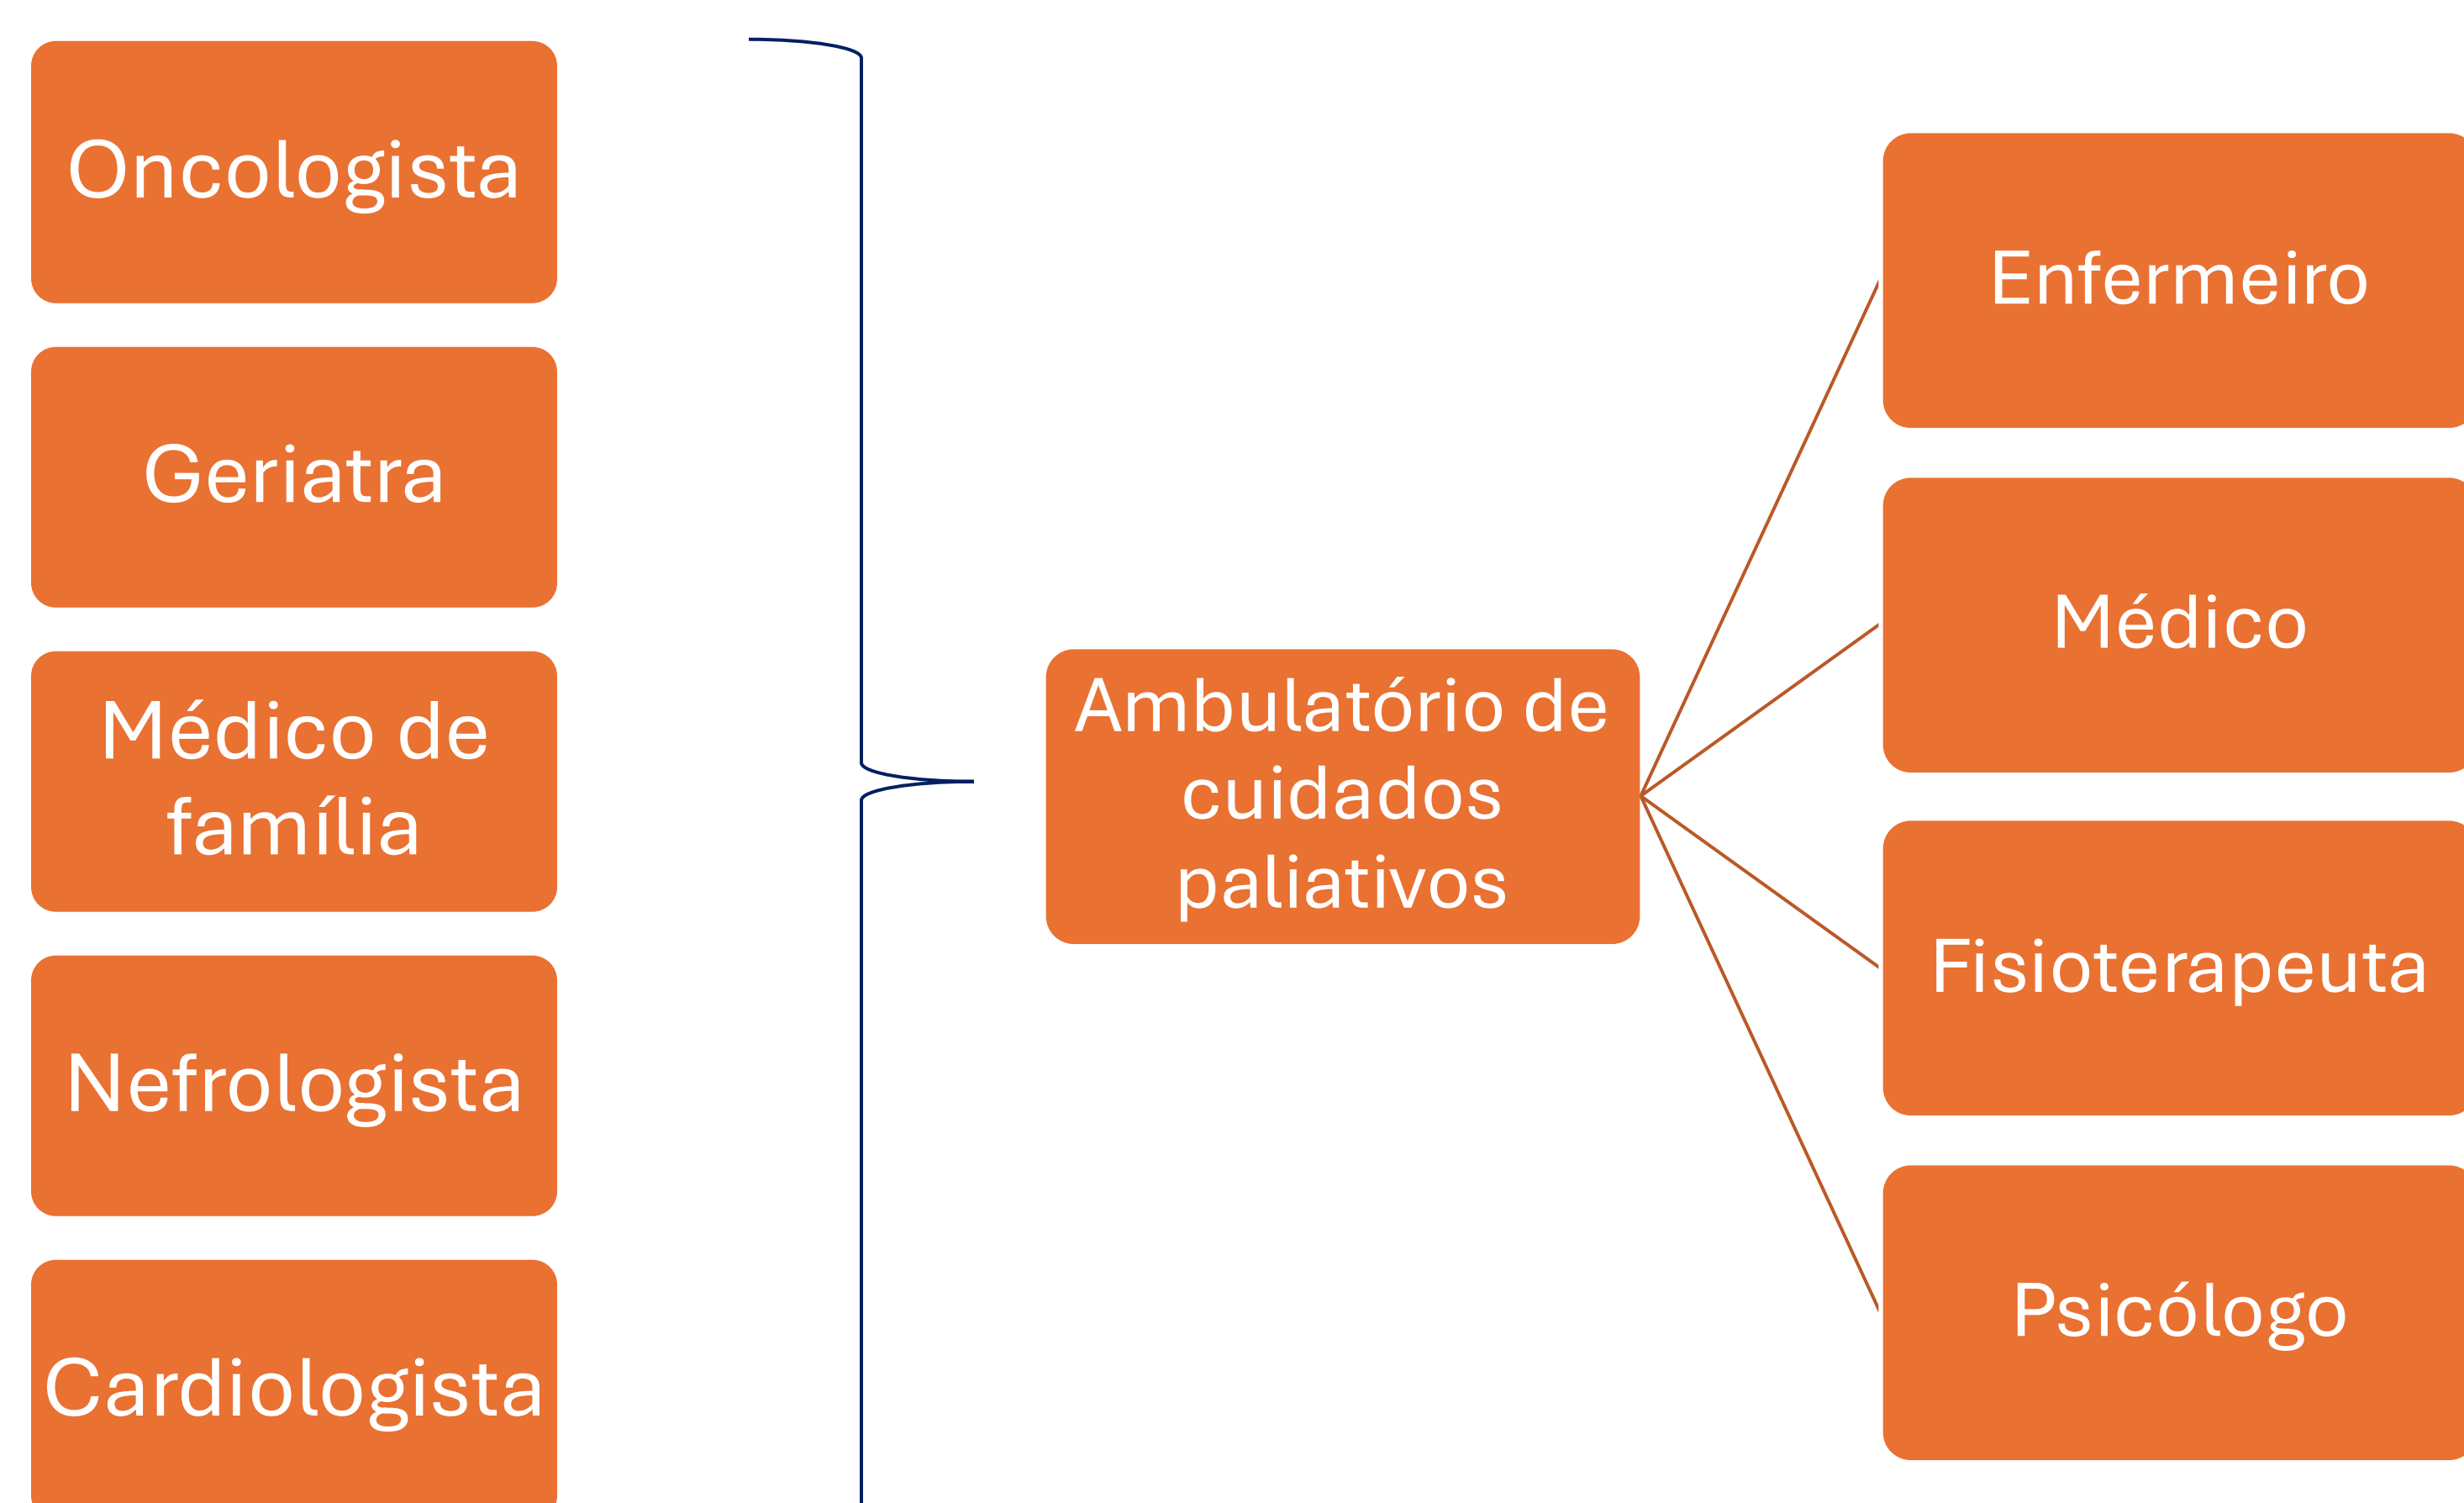 Oncologista
Geriatra
Médico de
família
Nefrologista
Cardiologista
Ambulatório de
cuidados
paliativos
Enfermeiro
Médico
Fisioterapeuta
Psicólogo